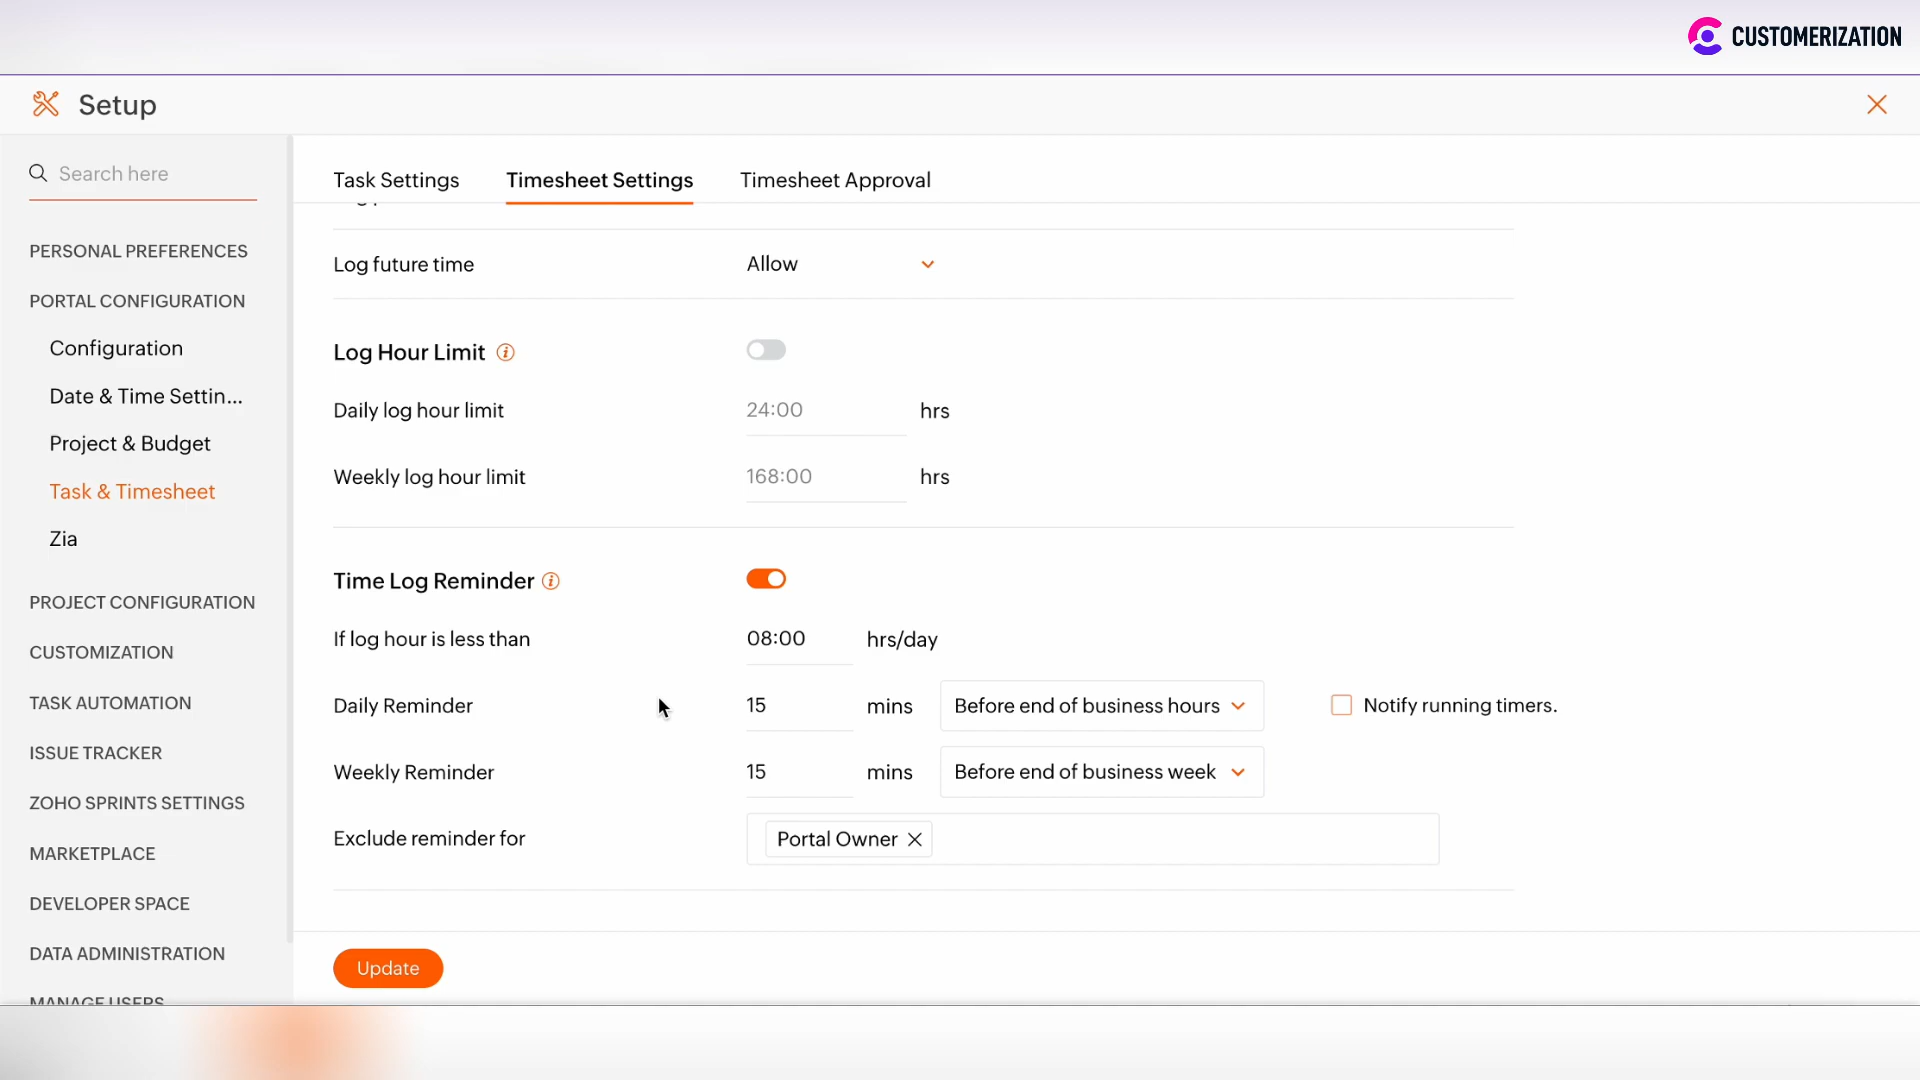 CUSTOMERIZATION
Setup
Search here
PERSONAL PREFERENCES
PORTAL CONFIGURATION
Configuration
Date & Time Settin...
Project & Budget
Task & Timesheet
Zia
PROJECT CONFIGURATION
CUSTOMIZATION
TASK AUTOMATION
ISSUE TRACKER
ZOHO SPRINTS SETTINGS
MARKETPLACE
DEVELOPER SPACE
DATA ADMINISTRATION
MANAGE USERS
Task Settings Timesheet Settings Timesheet Approval
Log future time Allow
Log Hour Limit
Daily log hour limit 24:00 hrs
Weekly log hour limit 168:00 hrs
Time Log Reminder
If log hour is less than 08:00 hrs/day
Daily Reminder 15 mins Before end of business hours Notify running timers.
Weekly Reminder 15 mins Before end of business week
Exclude reminder for Portal Owner
Update